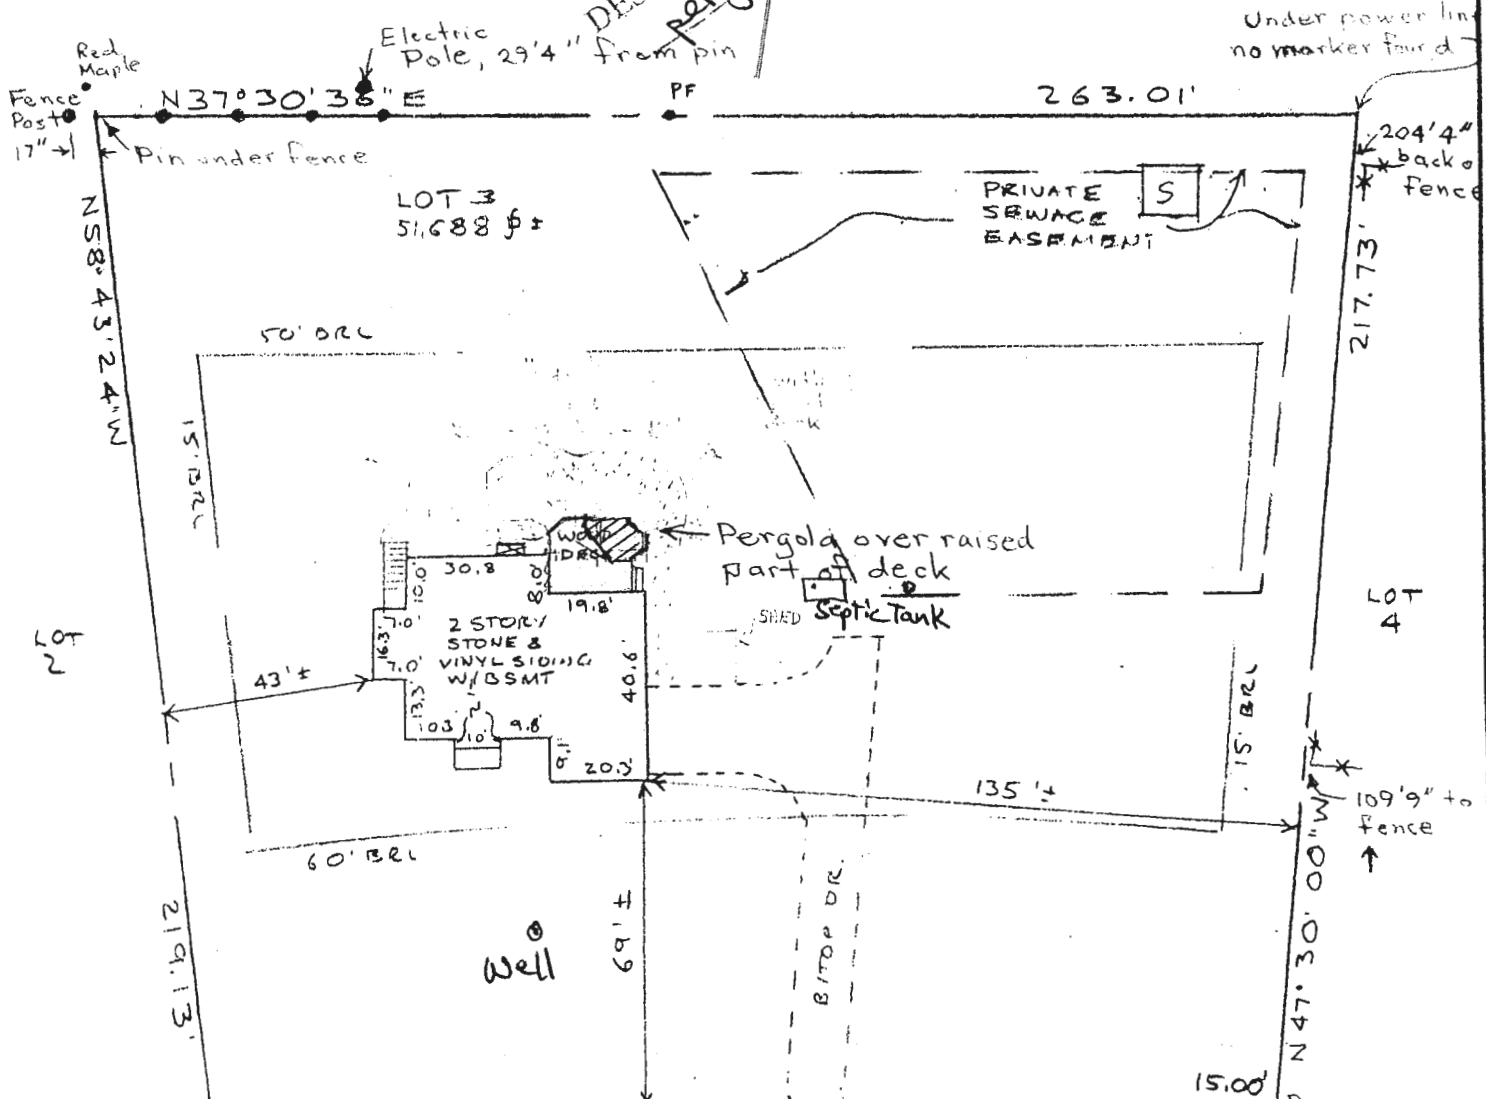 Under power lin
no marker found
Electric
Pole, 29'4" from pin
Red
Maple
Fence
Post
17"
N37°30'36"E
PF
263.01'
Pin under fence
204'4"
back o
fence
LOT 3
51,688 ±
PRIVATE
SEWAGE
EASEMENT
S
N58°43'24"W
217.73'
50' BRL
15' BRL
WOOD
DECK
Pergola over raised
part of deck
30.8
10.0
8.0
19.8'
SHED
Septic Tank
LOT
2
LOT
4
7.0'
16.3'
7.0'
13.3'
2 STORY
STONE &
VINYL SIDING
W/BSMT
40.6'
43'±
10.3
2'
10'
9.8'
20.3'
135'±
15' BRL
109'9" to
fence
60' BRL
69'±
BITOP DR.
Well
219.13'
N47°30'00"W
15.00'